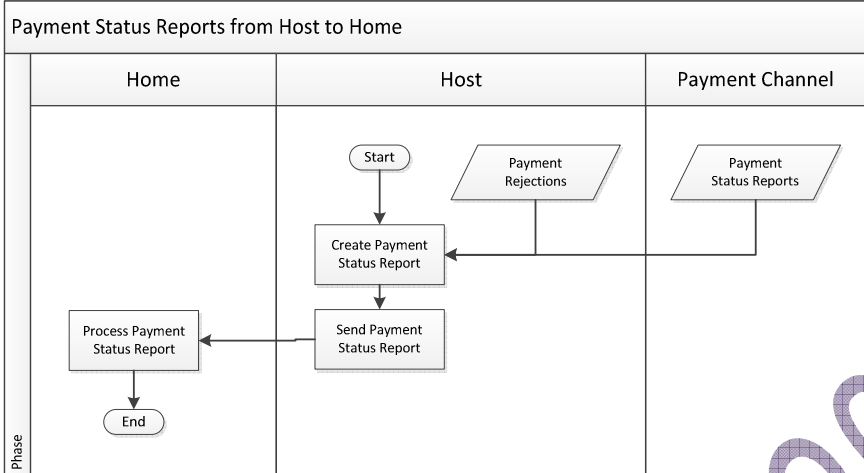 Payment Status Reports from Host to Home
Home
Host
Payment Channel
Start
Payment
Rejections
Payment
Status Reports
Create Payment
Status Report
Process Payment
Status Report
Send Payment
Status Report
End
Phase